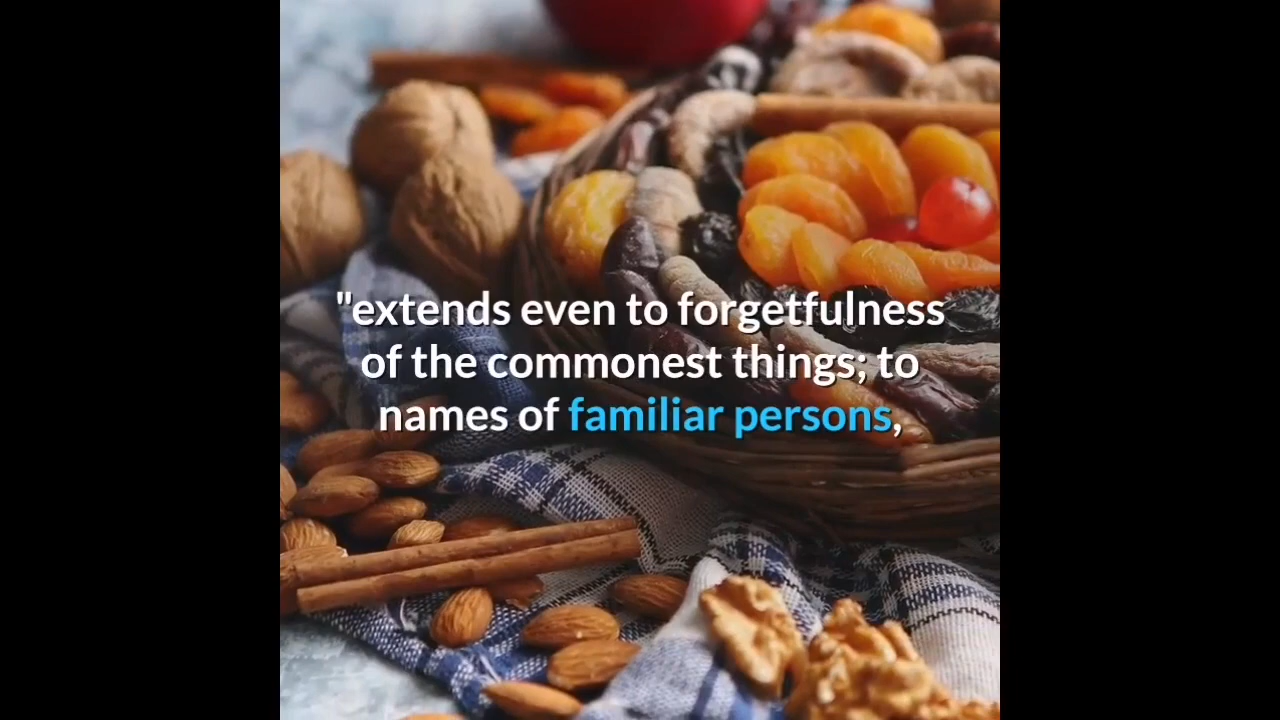 "extends even to forgetfulness
of the commonest things; to
names of familiar persons,